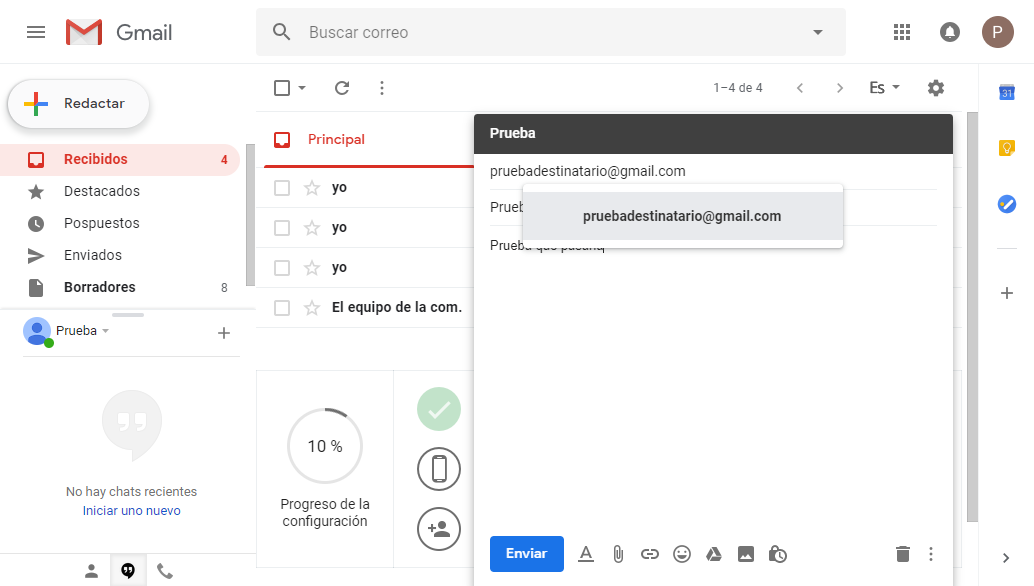 Gmail
Buscar correo
P
Redactar
1–4 de 4
Es
31
Recibidos
4
Destacados
Pospuestos
Enviados
Borradores
8
Principal
yo
yo
yo
El equipo de la com.
Prueba
No hay chats recientes
Iniciar uno nuevo
10 %
Progreso de la
configuración
Prueba
pruebadestinatario@gmail.com
pruebadestinatario@gmail.com
Prueba que
Enviar